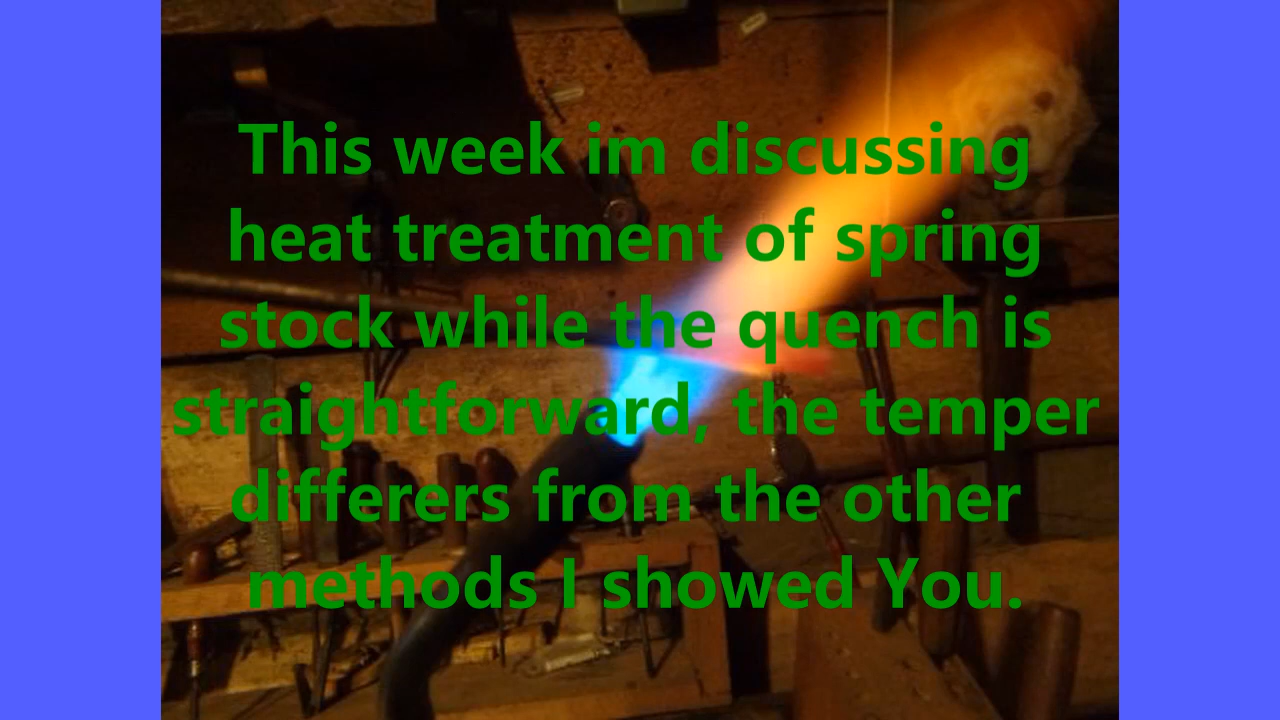 This week im discussing
heat treatment of spring
stock while the quench is
straightforward, the temper
differers from the other
methods I showed You.